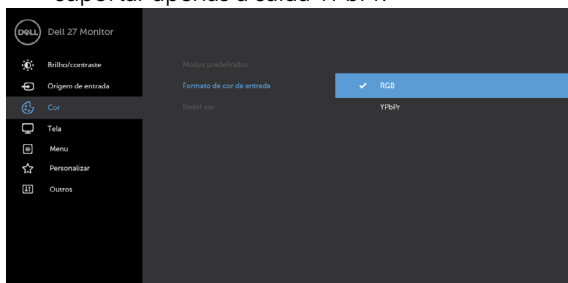 suportar apenas a saída YPbPr.
DELL Dell 27 Monitor
Brilho/contraste
Modos predefinidos
Origem de entrada
Formato de cor de entrada
RGB
Cor
Redef cor
YPbPr
Tela
Menu
Personalizar
Outros